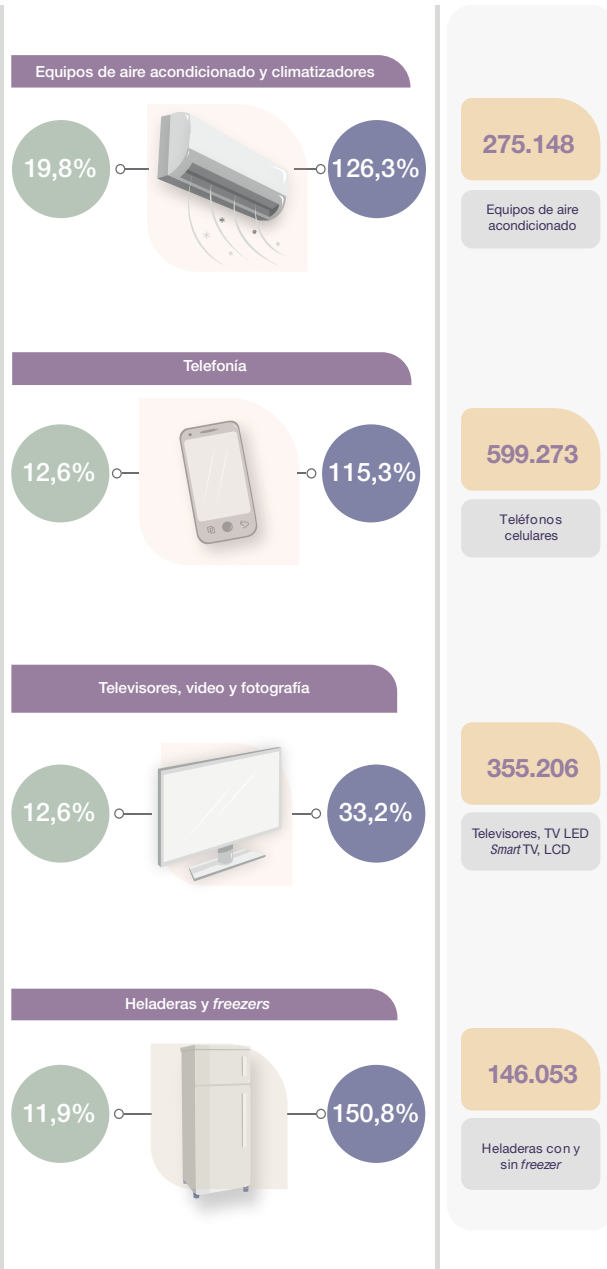 Equipos de aire acondicionado y climatizadores
19,8%
126,3%
275.148
Equipos de aire
acondicionado
Telefonía
12,6%
115,3%
599.273
Teléfonos
celulares
Televisores, video y fotografía
12,6%
33,2%
355.206
Televisores, TV LED
Smart TV, LCD
Heladeras y freezers
11,9%
150,8%
146.053
Heladeras con y
sin freezer